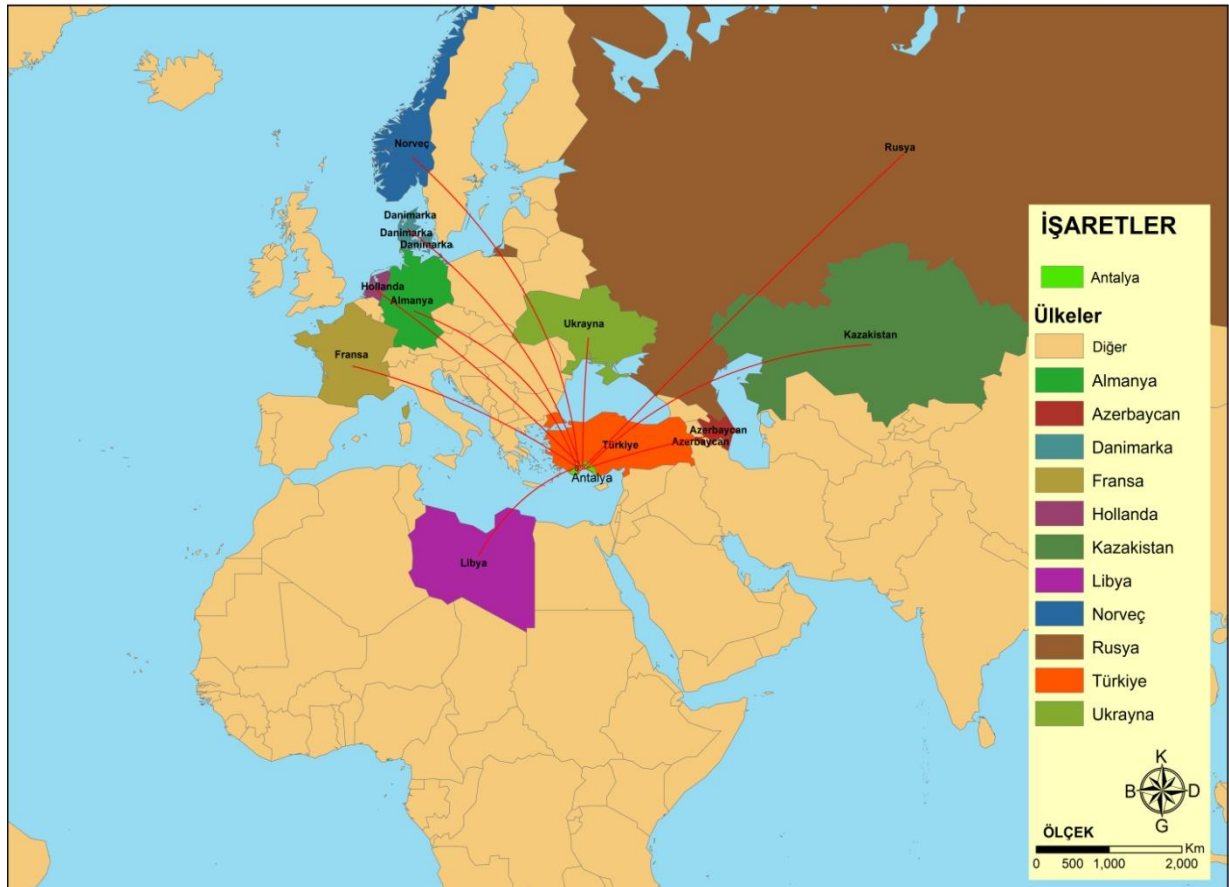 Norveç
Rusya
Danimarka
Danimarka
Danimarka
Hollanda
Almanya
Ukrayna
Kazakistan
Fransa
Azerbaycan
Türkiye
Azerbaycan
Antalya
Libya
İŞARETLER
Antalya
Ülkeler
Diğer
Almanya
Azerbaycan
Danimarka
Fransa
Hollanda
Kazakistan
Libya
Norveç
Rusya
Türkiye
Ukrayna
K
B D
G
ÖLÇEK
Km
0 500 1,000 2,000